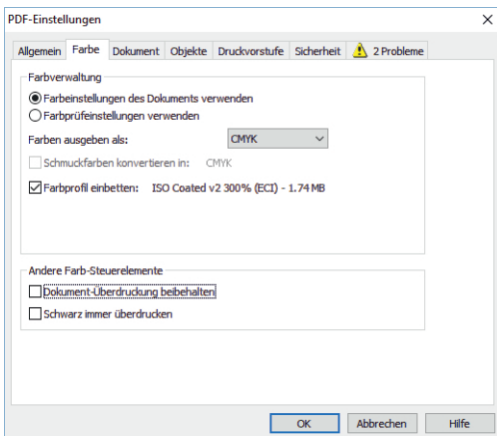 PDF-Einstellungen
Allgemein Farbe Dokument Objekte Druckvorstufe Sicherheit 2 Probleme
Farbverwaltung
Farbeinstellungen des Dokuments verwenden
Farbprüfeinstellungen verwenden
Farben ausgeben als: CMYK
Schmuckfarben konvertieren in: CMYK
Farbprofil einbetten: ISO Coated v2 300% (ECI) - 1.74 MB
Andere Farb-Steuerelemente
Dokument-Überdruckung beibehalten
Schwarz immer überdrucken
OK Abbrechen Hilfe